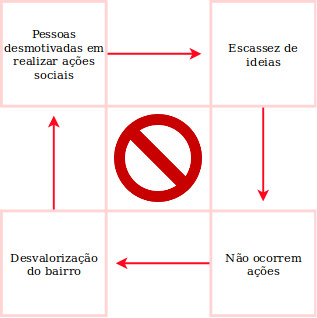 Pessoas
desmotivadas em
realizar ações
sociais
Escassez de
ideias
Desvalorização
do bairro
Não ocorrem
ações